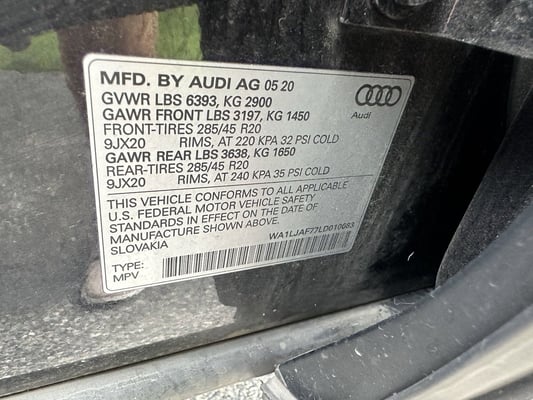 MFD. BY AUDI AG 05 20
GVWR LBS 6393, KG 2900
GAWR FRONT LBS 3197, KG 1450
FRONT-TIRES 285/45 R20
9JX20 RIMS, AT 220 KPA 32 PSI COLD
GAWR REAR LBS 3638, KG 1650
REAR-TIRES 285/45 R20
9JX20 RIMS, AT 240 KPA 35 PSI COLD
Audi
THIS VEHICLE CONFORMS TO ALL APPLICABLE
U.S. FEDERAL MOTOR VEHICLE SAFETY
STANDARDS IN EFFECT ON THE DATE OF
MANUFACTURE SHOWN ABOVE.
SLOVAKIA
WA1LJAF77LD010083
TYPE:
MPV